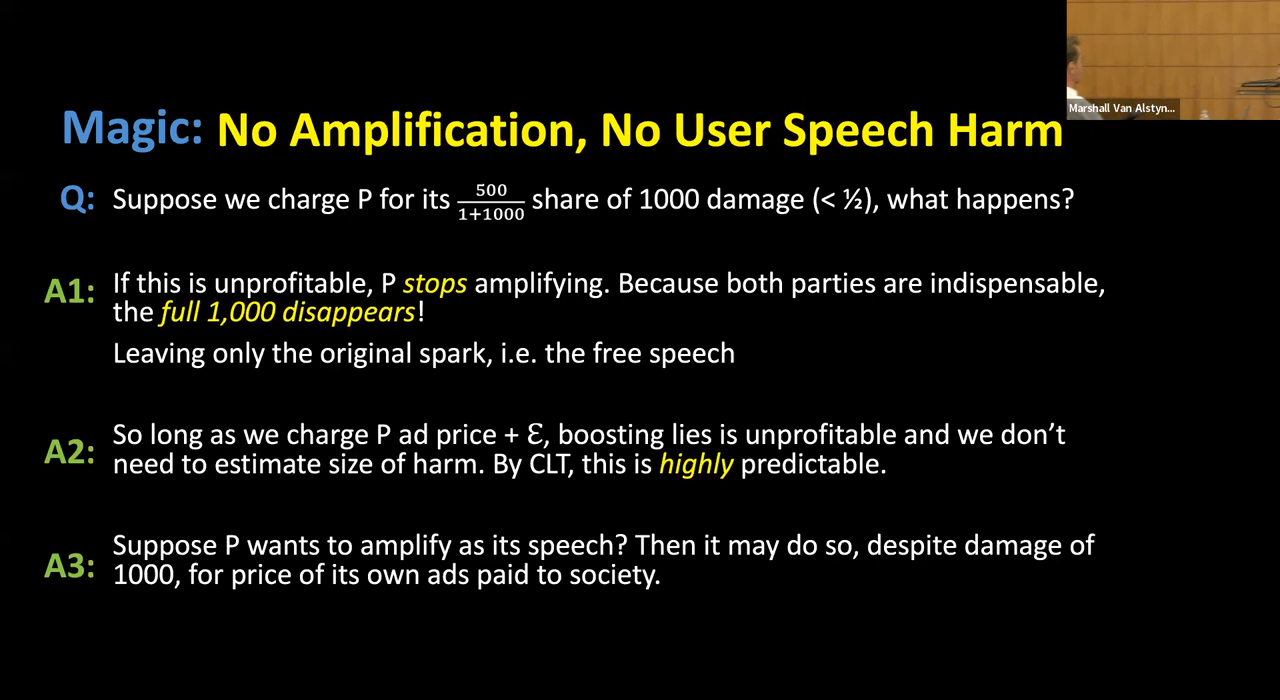 Marshall Van Alstyn...
Magic: No Amplification, No User Speech Harm
Q: Suppose we charge P for its 500/(1+1000) share of 1000 damage (< ½), what happens?
A1: If this is unprofitable, P stops amplifying. Because both parties are indispensable,
the full 1,000 disappears!
Leaving only the original spark, i.e. the free speech
A2: So long as we charge P ad price + Ɛ, boosting lies is unprofitable and we don’t
need to estimate size of harm. By CLT, this is highly predictable.
A3: Suppose P wants to amplify as its speech? Then it may do so, despite damage of
1000, for price of its own ads paid to society.